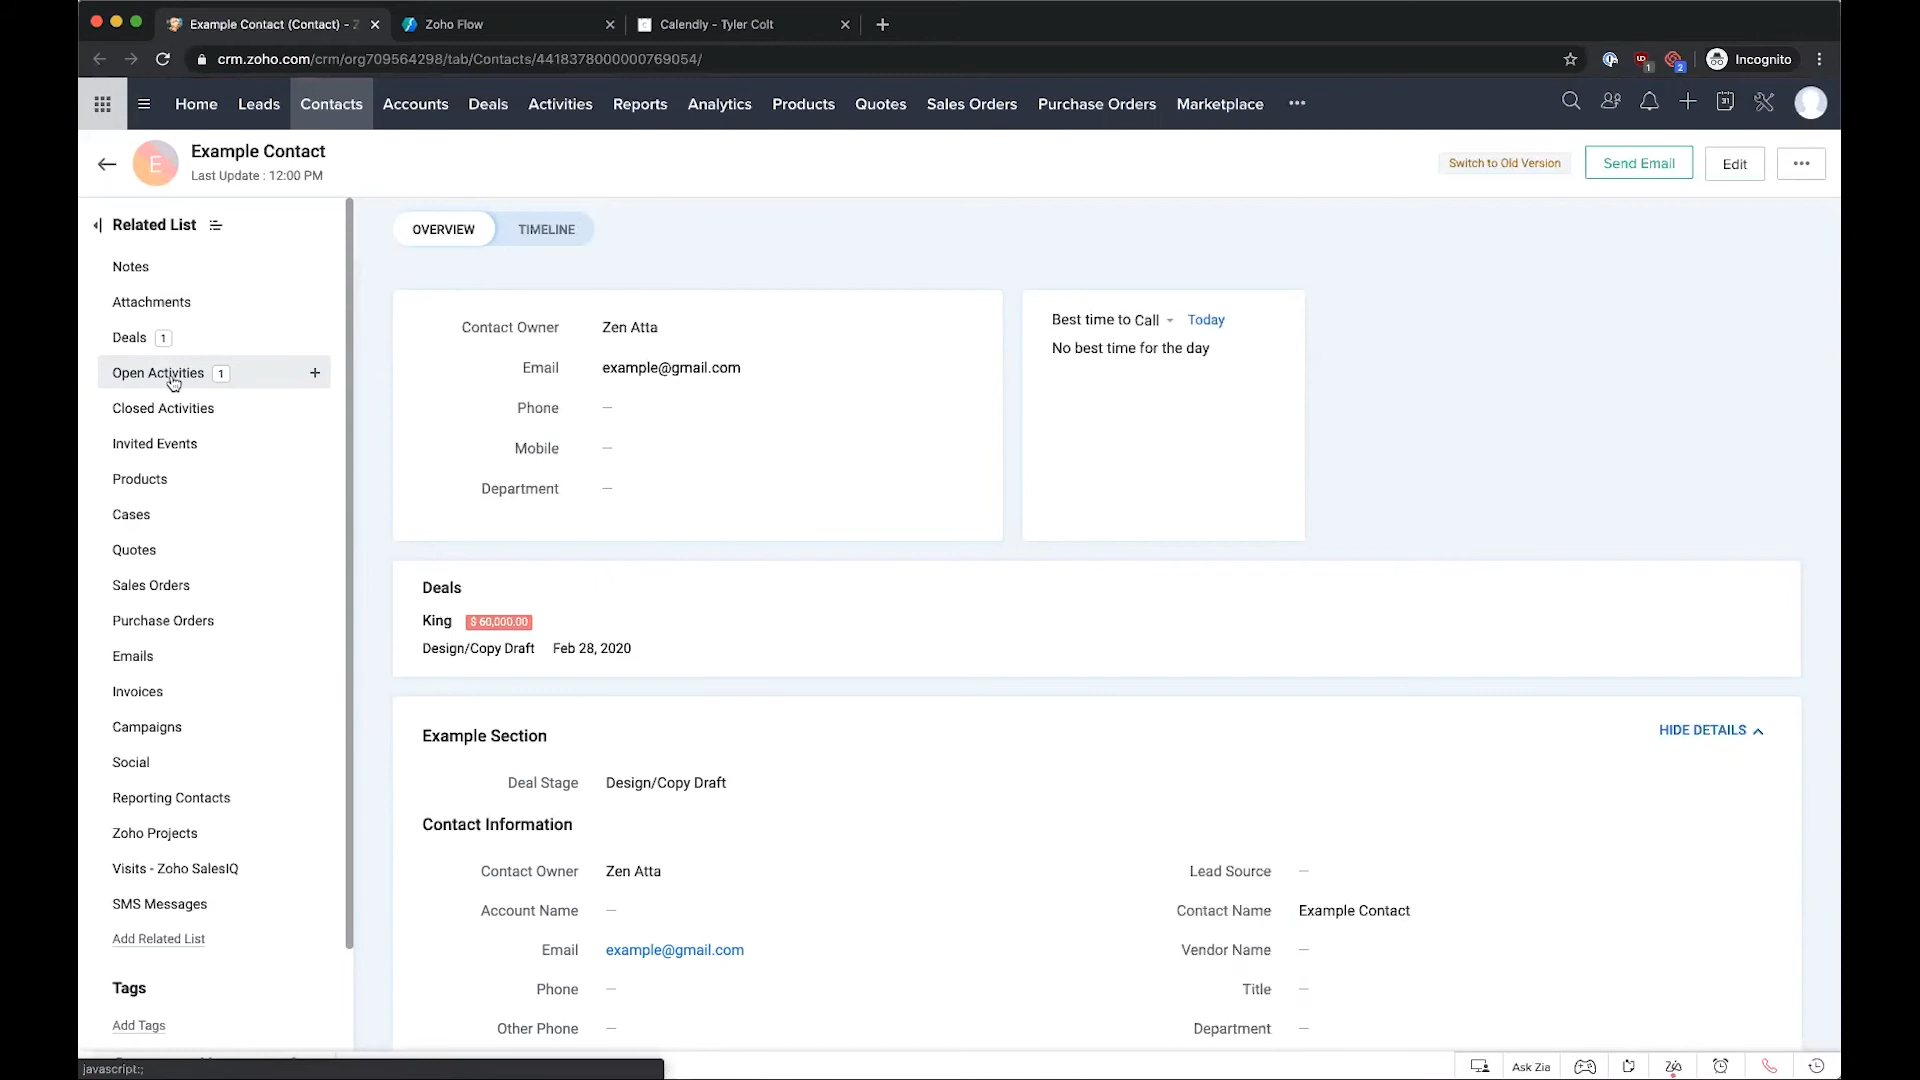 Example Contact (Contact) - Z
Zoho Flow
Calendly - Tyler Colt
crm.zoho.com/crm/org709564298/tab/Contacts/4418378000000769054/
UD
1
2
Incognito
Home
Leads
Contacts
Accounts
Deals
Activities
Reports
Analytics
Products
Quotes
Sales Orders
Purchase Orders
Marketplace
31
E
Example Contact
Last Update : 12:00 PM
Switch to Old Version
Send Email
Edit
Related List
Notes
Attachments
Deals 1
Open Activities 1
Closed Activities
Invited Events
Products
Cases
Quotes
Sales Orders
Purchase Orders
Emails
Invoices
Campaigns
Social
Reporting Contacts
Zoho Projects
Visits - Zoho SalesIQ
SMS Messages
Add Related List
Tags
Add Tags
OVERVIEW
TIMELINE
Contact Owner Zen Atta
Email example@gmail.com
Phone —
Mobile —
Department —
Best time to Call Today
No best time for the day
Deals
King $ 60,000.00
Design/Copy Draft Feb 28, 2020
Example Section
HIDE DETAILS
Deal Stage Design/Copy Draft
Contact Information
Contact Owner Zen Atta
Lead Source —
Account Name —
Contact Name Example Contact
Email example@gmail.com
Vendor Name —
Phone —
Title —
Other Phone —
Department —
javascript:;
Ask Zia